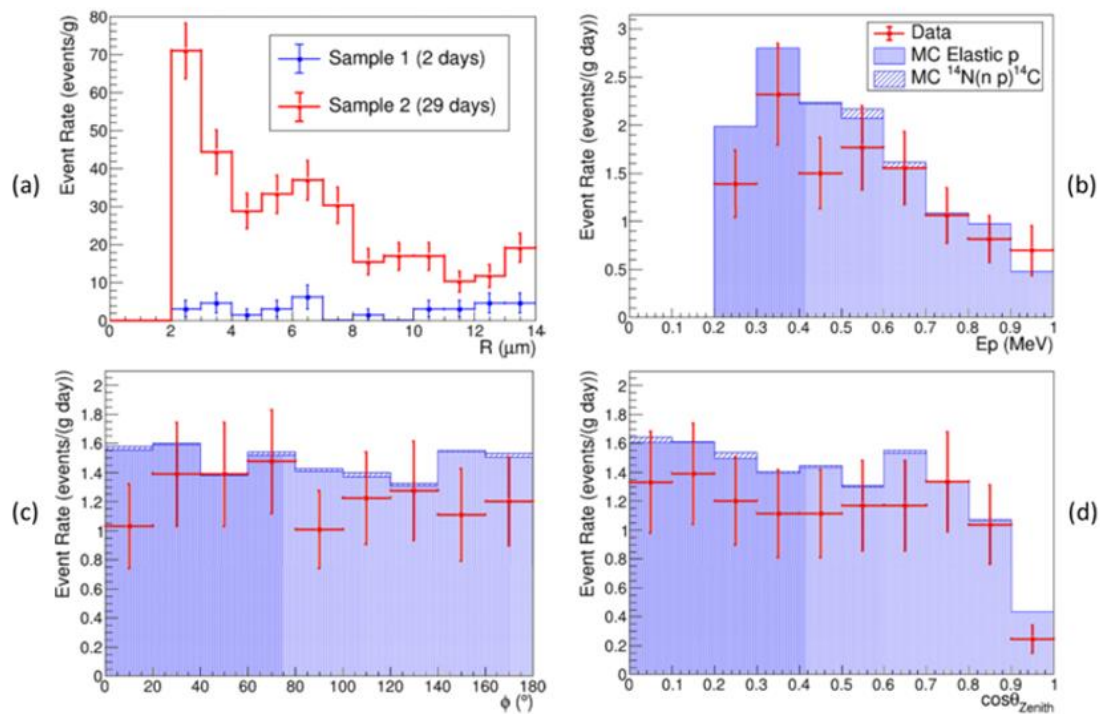 (a)
Event Rate (events/g)
80
70
60
50
40
30
20
10
0
Sample 1 (2 days)
Sample 2 (29 days)
0 2 4 6 8 10 12 14
R (μm)
(b)
Event Rate (events/(g day))
3
2.5
2
1.5
1
0.5
0
Data
MC Elastic p
MC ¹⁴N(n p)¹⁴C
0 0.1 0.2 0.3 0.4 0.5 0.6 0.7 0.8 0.9 1
Ep (MeV)
(c)
Event Rate (events/(g day))
2
1.8
1.6
1.4
1.2
1
0.8
0.6
0.4
0.2
0
0 20 40 60 80 100 120 140 160 180
ϕ (°)
(d)
Event Rate (events/(g day))
2
1.8
1.6
1.4
1.2
1
0.8
0.6
0.4
0.2
0
0 0.1 0.2 0.3 0.4 0.5 0.6 0.7 0.8 0.9 1
cosθ_Zenith